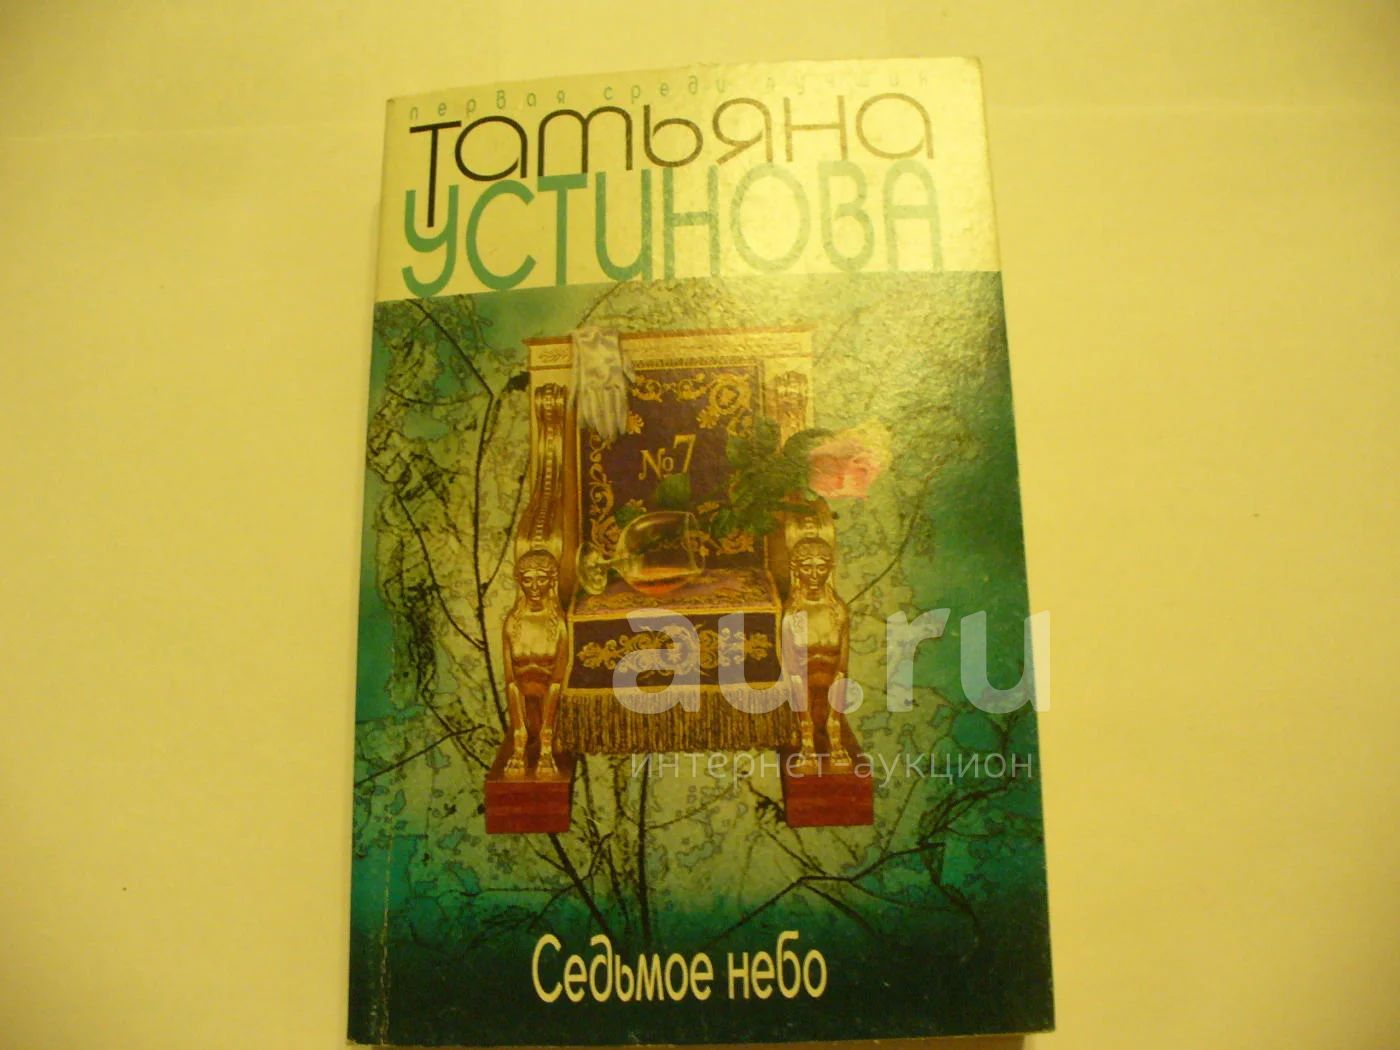 первая среди лучших
Татьяна
УСТИНОВА
№7
au.ru
интернет-аукцион
Седьмое небо